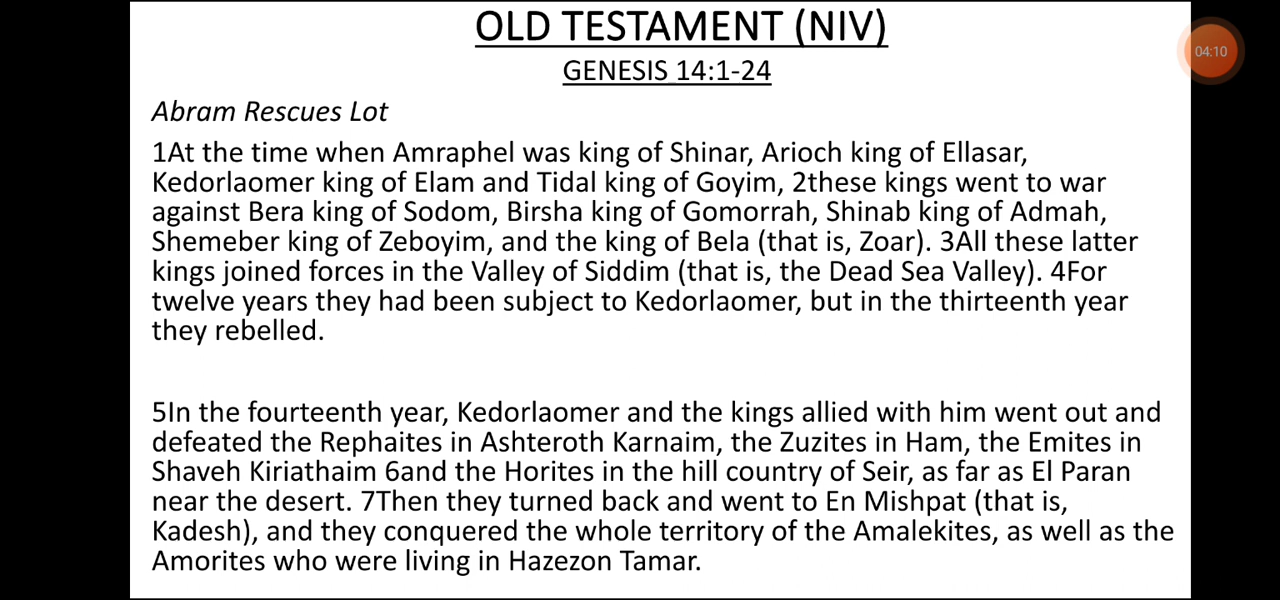 OLD TESTAMENT (NIV)
04:10
GENESIS 14:1-24
Abram Rescues Lot
1At the time when Amraphel was king of Shinar, Arioch king of Ellasar,
Kedorlaomer king of Elam and Tidal king of Goyim, 2these kings went to war
against Bera king of Sodom, Birsha king of Gomorrah, Shinab king of Admah,
Shemeber king of Zeboyim, and the king of Bela (that is, Zoar). 3All these latter
kings joined forces in the Valley of Siddim (that is, the Dead Sea Valley). 4For
twelve years they had been subject to Kedorlaomer, but in the thirteenth year
they rebelled.
5In the fourteenth year, Kedorlaomer and the kings allied with him went out and
defeated the Rephaites in Ashteroth Karnaim, the Zuzites in Ham, the Emites in
Shaveh Kiriathaim 6and the Horites in the hill country of Seir, as far as El Paran
near the desert. 7Then they turned back and went to En Mishpat (that is,
Kadesh), and they conquered the whole territory of the Amalekites, as well as the
Amorites who were living in Hazezon Tamar.